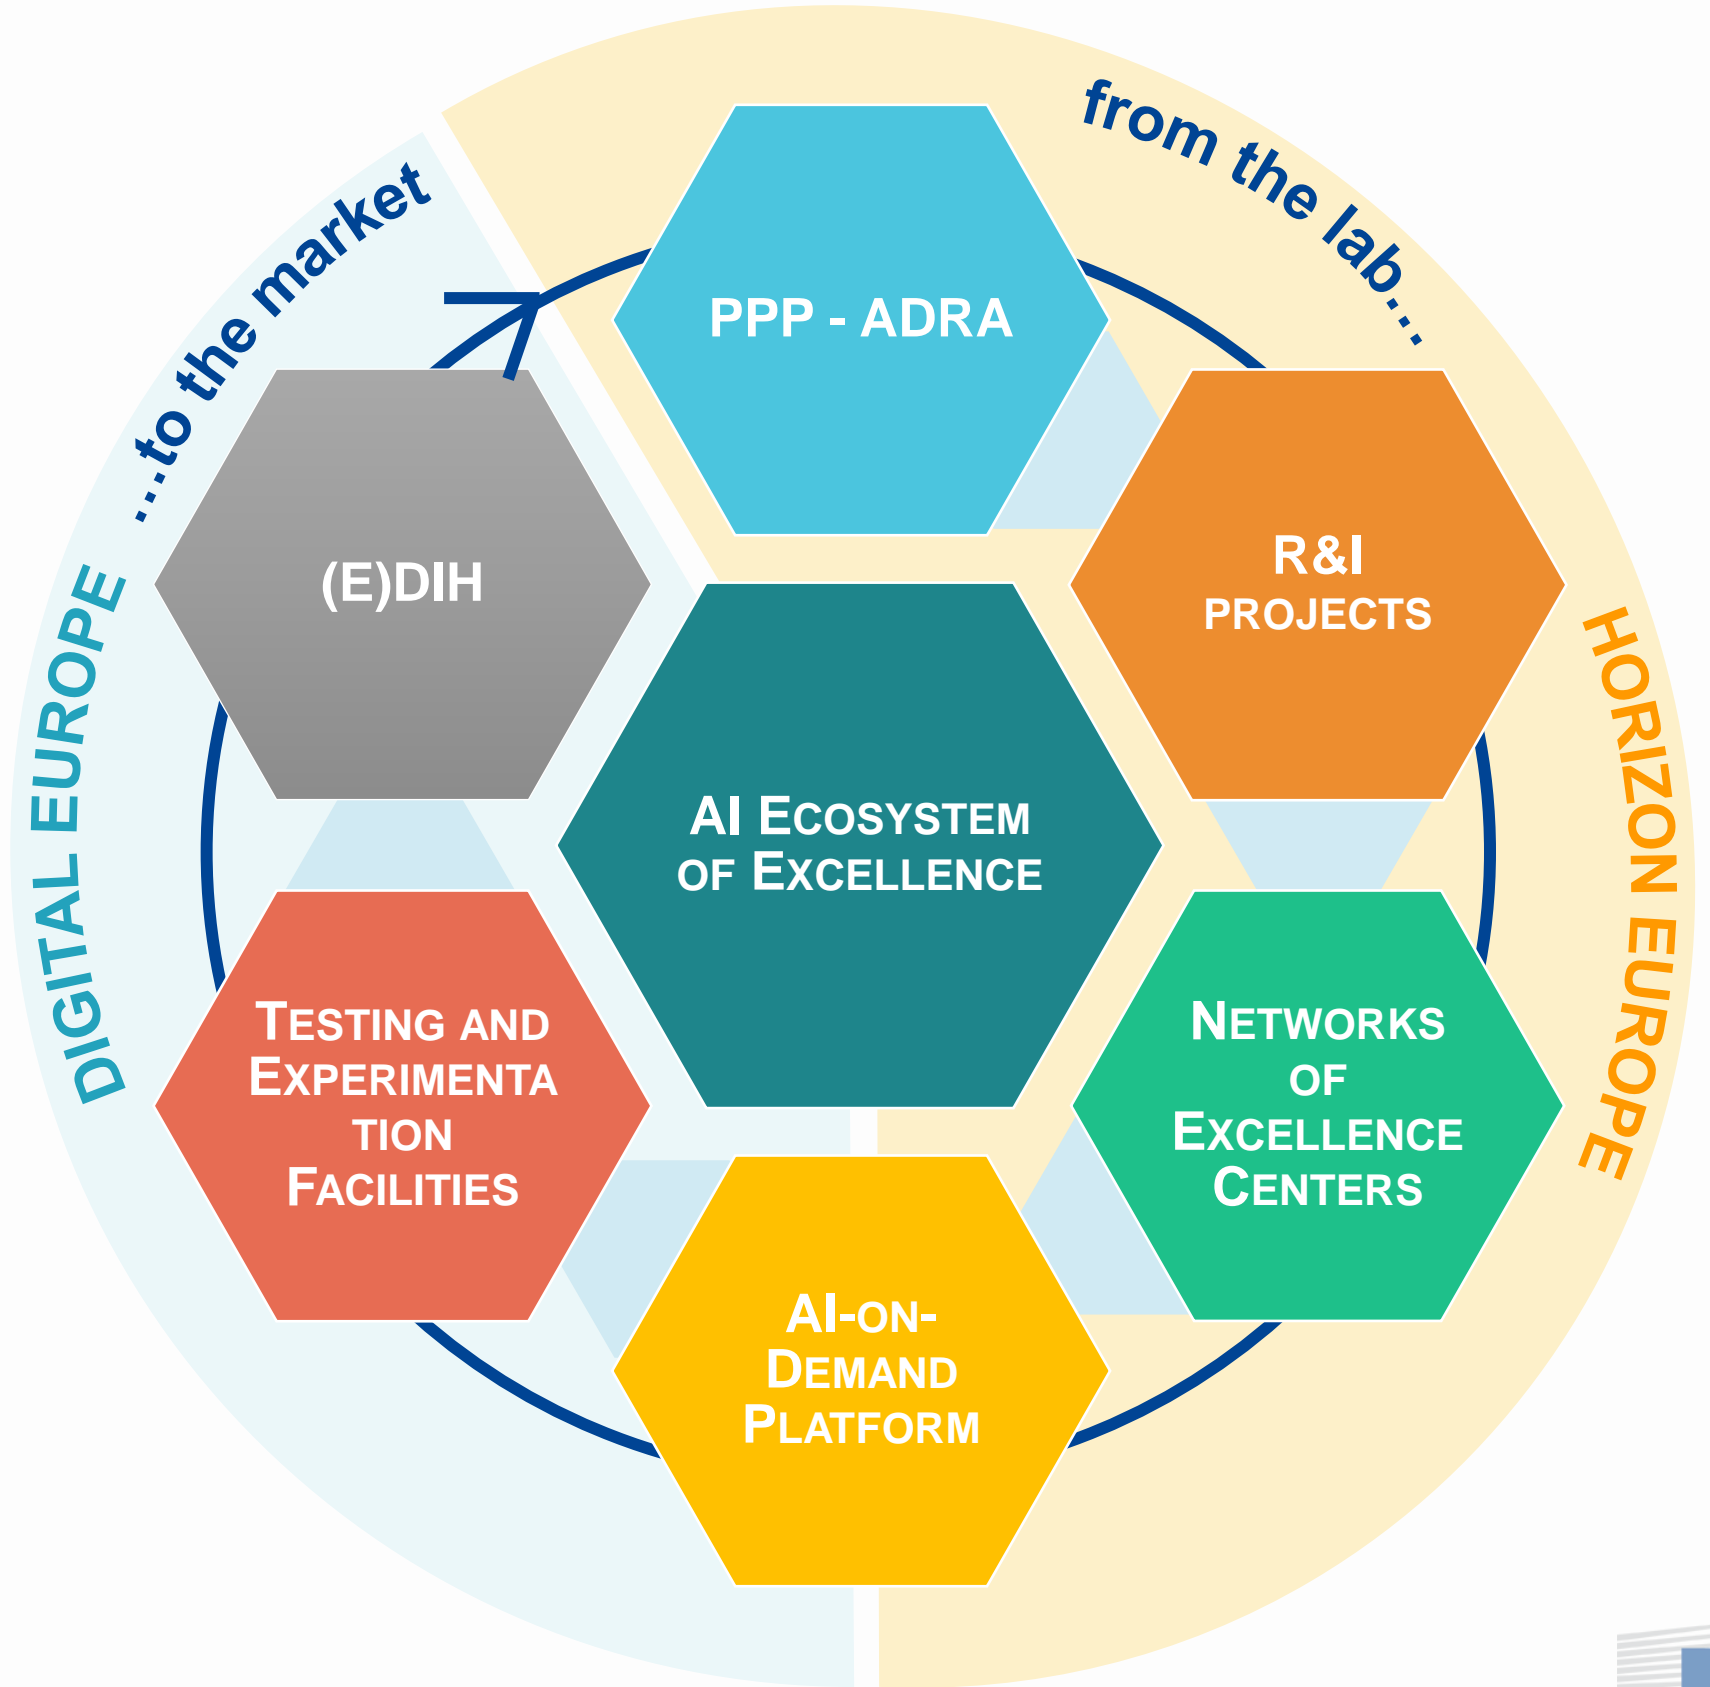 from the lab…
…to the market
PPP - ADRA
R&I
PROJECTS
(E)DIH
DIGITAL EUROPE
HORIZON EUROPE
AI ECOSYSTEM
OF EXCELLENCE
TESTING AND
EXPERIMENTA
TION
FACILITIES
NETWORKS
OF
EXCELLENCE
CENTERS
AI-ON-
DEMAND
PLATFORM